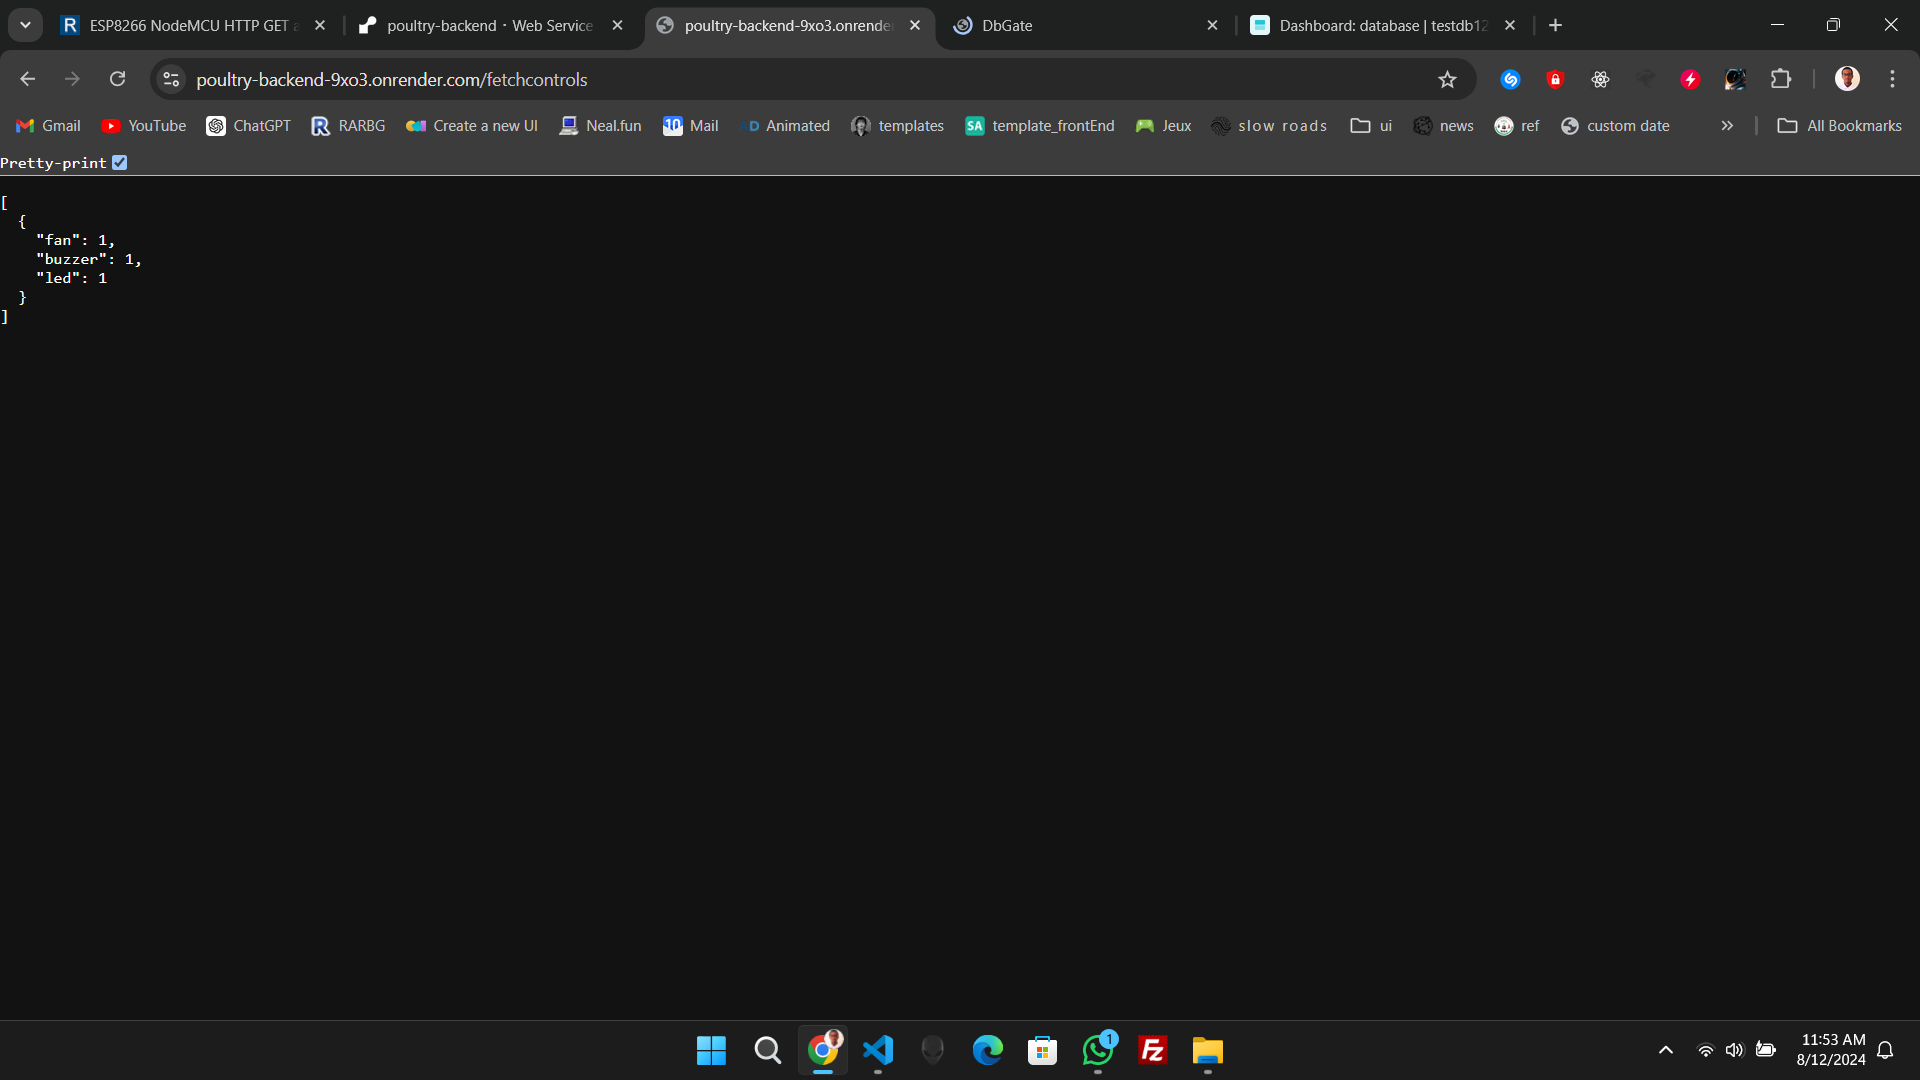 ESP8266 NodeMCU HTTP GET
poultry-backend · Web Service
poultry-backend-9xo3.onrende
DbGate
Dashboard: database | testdb12
poultry-backend-9xo3.onrender.com/fetchcontrols
Gmail
YouTube
ChatGPT
RARBG
Create a new UI
Neal.fun
Mail
Animated
templates
SA
template_frontEnd
Jeux
slow roads
ui
news
ref
custom date
All Bookmarks
Pretty-print
[
{
"fan": 1,
"buzzer": 1,
"led": 1
}
]
1
11:53 AM
8/12/2024